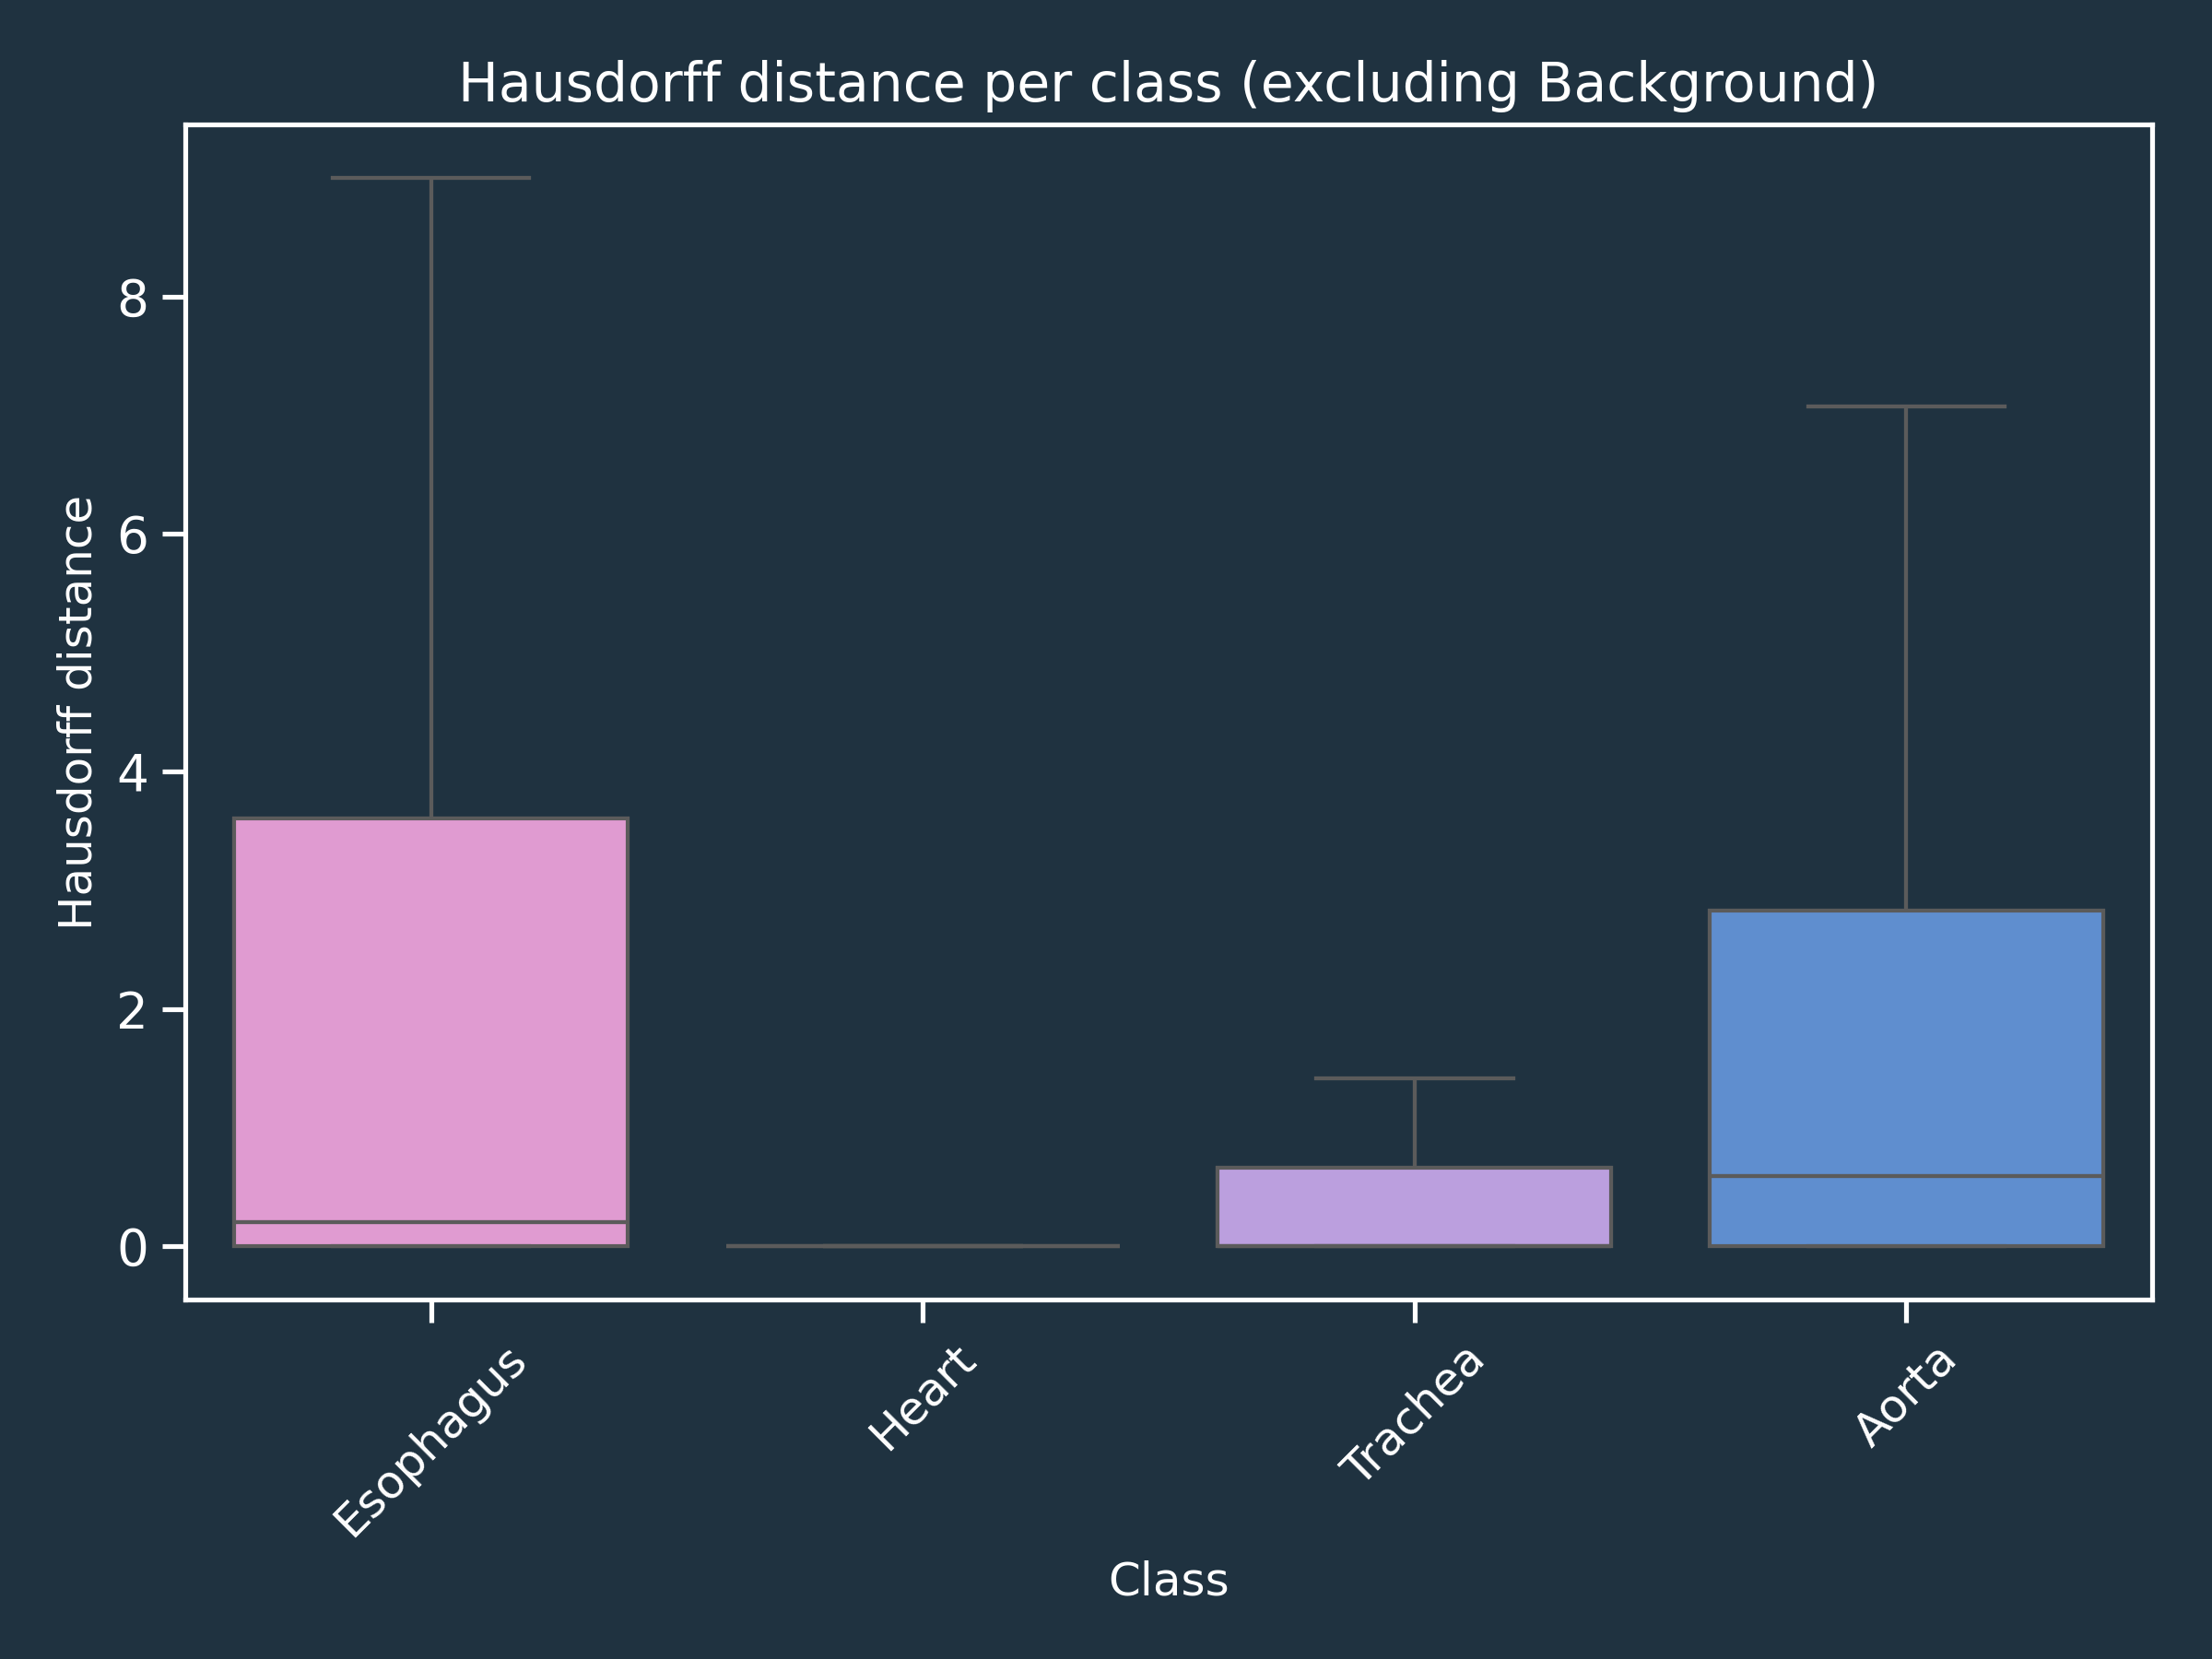 Hausdorff distance per class (excluding Background)
Hausdorff distance
8
6
4
2
0
Esophagus
Heart
Trachea
Aorta
Class